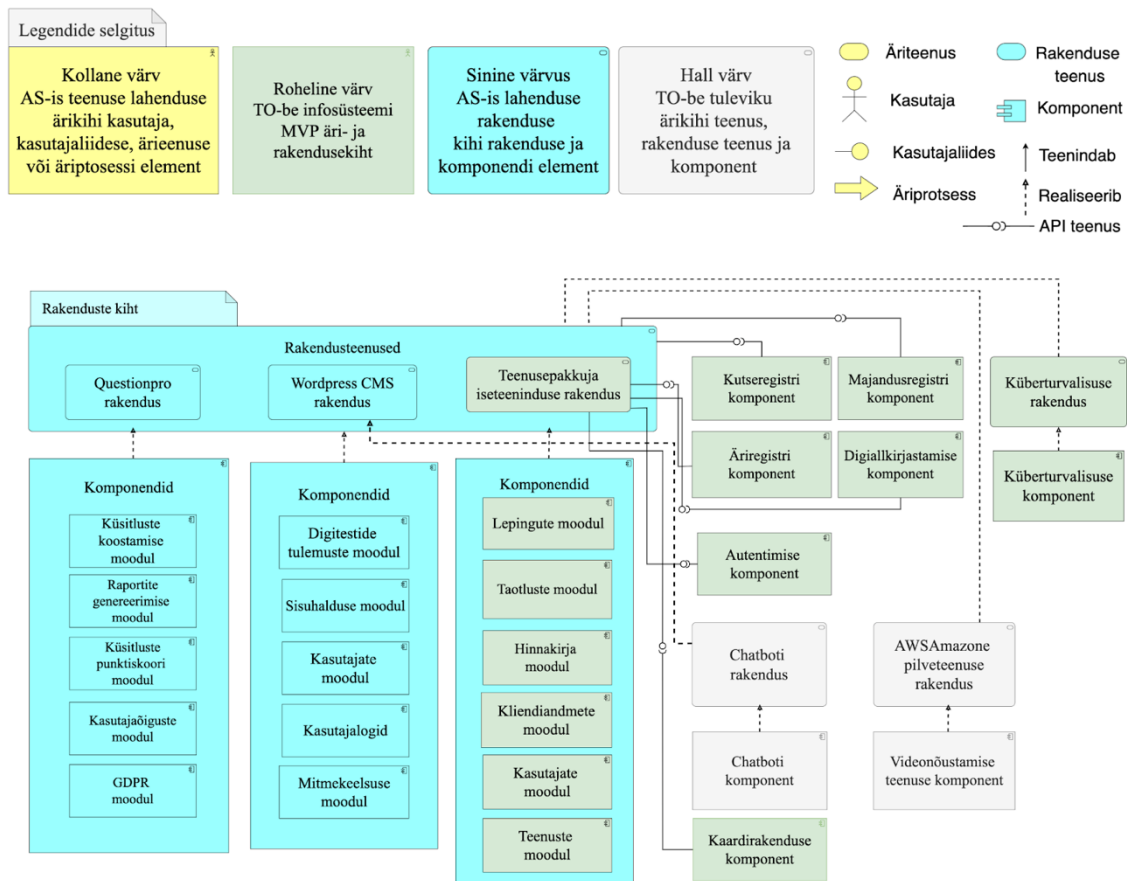 Legendide selgitus
Kollane värv
AS-is teenuse lahenduse
ärikihi kasutaja,
kasutajaliidese, ärieenuse
või äriptosessi element
Roheline värv
TO-be infosüsteemi
MVP äri- ja
rakendusekiht
Sinine värvus
AS-is lahenduse
rakenduse
kihi rakenduse ja
komponendi element
Hall värv
TO-be tuleviku
ärikihi teenus,
rakenduse teenus ja
komponent
Äriteenus
Kasutaja
Kasutajaliides
Äriprotsess
Rakenduse
teenus
Komponent
Teenindab
Realiseerib
API teenus
Rakenduste kiht
Rakendusteenused
Questionpro
rakendus
Wordpress CMS
rakendus
Teenusepakkuja
iseteeninduse rakendus
Kutseregistri
komponent
Majandusregistri
komponent
Küberturvalisuse
rakendus
Äriregistri
komponent
Digiallkirjastamise
komponent
Küberturvalisuse
komponent
Komponendid
Küsitluste
koostamise
moodul
Raportite
genereerimise
moodul
Küsitluste
punktiskoori
moodul
Kasutajaõiguste
moodul
GDPR
moodul
Komponendid
Digitestide
tulemuste moodul
Sisuhalduse moodul
Kasutajate
moodul
Kasutajalogid
Mitmekeelsuse
moodul
Komponendid
Lepingute moodul
Taotluste moodul
Hinnakirja
moodul
Kliendiandmete
moodul
Kasutajate
moodul
Teenuste
moodul
Autentimise
komponent
Chatboti
rakendus
AWSAmazone
pilveteenuse
rakendus
Chatboti
komponent
Videonõustamise
teenuse komponent
Kaardirakenduse
komponent